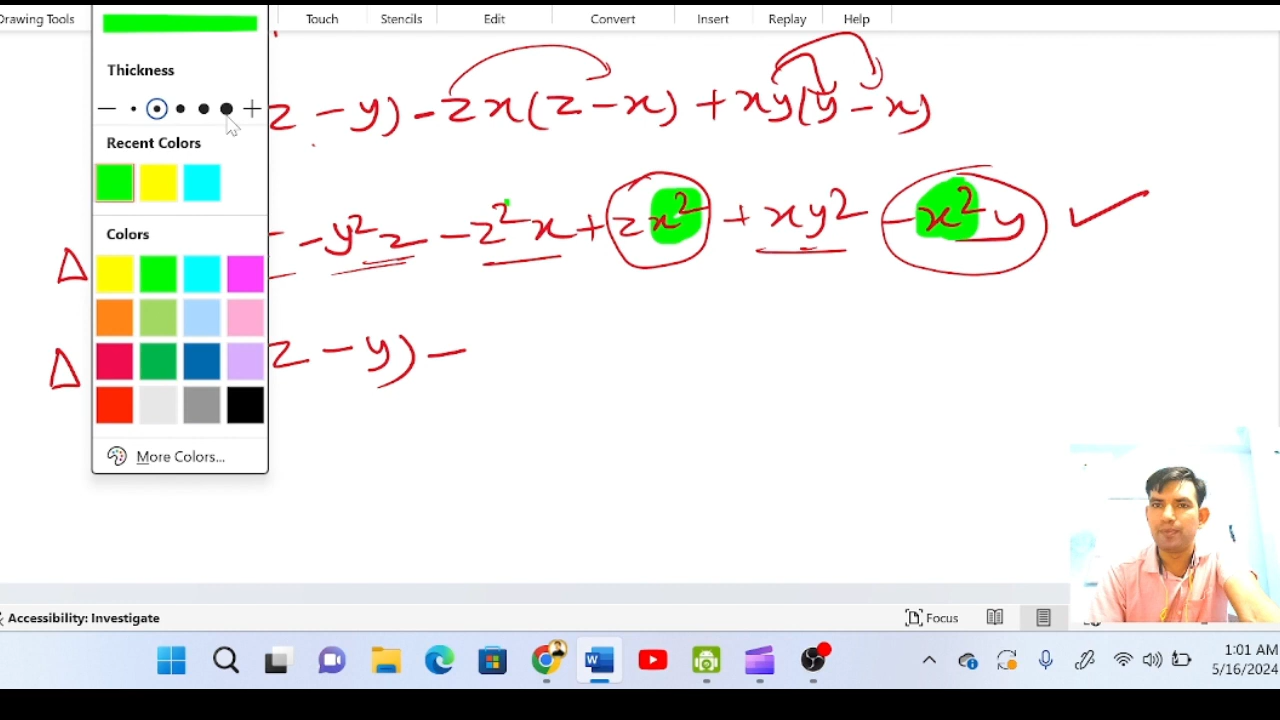 Drawing Tools Touch Stencils Edit Convert Insert Replay Help
Thickness
Recent Colors
Colors
More Colors...
z - y) - zx(z - x) + xy(y - x)
Δ - y²z - z²x + zx² + xy² - x²y ✓
Δ z - y) -
Accessibility: Investigate Focus
1:01 AM
5/16/2024